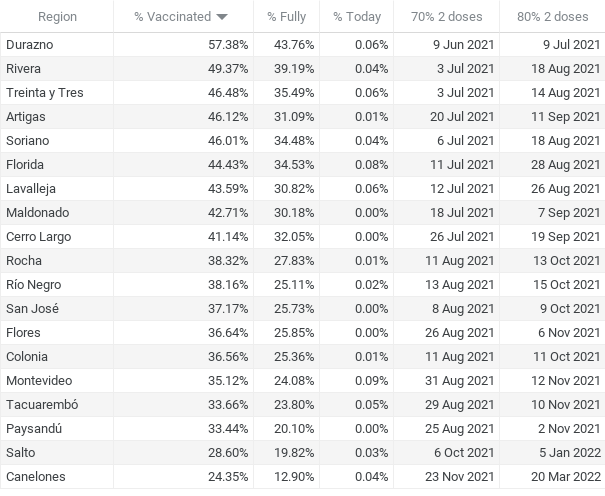 Region % Vaccinated % Fully % Today 70% 2 doses 80% 2 doses
Durazno 57.38% 43.76% 0.06% 9 Jun 2021 9 Jul 2021
Rivera 49.37% 39.19% 0.04% 3 Jul 2021 18 Aug 2021
Treinta y Tres 46.48% 35.49% 0.06% 3 Jul 2021 14 Aug 2021
Artigas 46.12% 31.09% 0.01% 20 Jul 2021 11 Sep 2021
Soriano 46.01% 34.48% 0.04% 6 Jul 2021 18 Aug 2021
Florida 44.43% 34.53% 0.08% 11 Jul 2021 28 Aug 2021
Lavalleja 43.59% 30.82% 0.06% 12 Jul 2021 26 Aug 2021
Maldonado 42.71% 30.18% 0.00% 18 Jul 2021 7 Sep 2021
Cerro Largo 41.14% 32.05% 0.00% 26 Jul 2021 19 Sep 2021
Rocha 38.32% 27.83% 0.01% 11 Aug 2021 13 Oct 2021
Río Negro 38.16% 25.11% 0.02% 13 Aug 2021 15 Oct 2021
San José 37.17% 25.73% 0.00% 8 Aug 2021 9 Oct 2021
Flores 36.64% 25.85% 0.00% 26 Aug 2021 6 Nov 2021
Colonia 36.56% 25.36% 0.01% 11 Aug 2021 11 Oct 2021
Montevideo 35.12% 24.08% 0.09% 31 Aug 2021 12 Nov 2021
Tacuarembó 33.66% 23.80% 0.05% 29 Aug 2021 10 Nov 2021
Paysandú 33.44% 20.10% 0.00% 25 Aug 2021 2 Nov 2021
Salto 28.60% 19.82% 0.03% 6 Oct 2021 5 Jan 2022
Canelones 24.35% 12.90% 0.04% 23 Nov 2021 20 Mar 2022